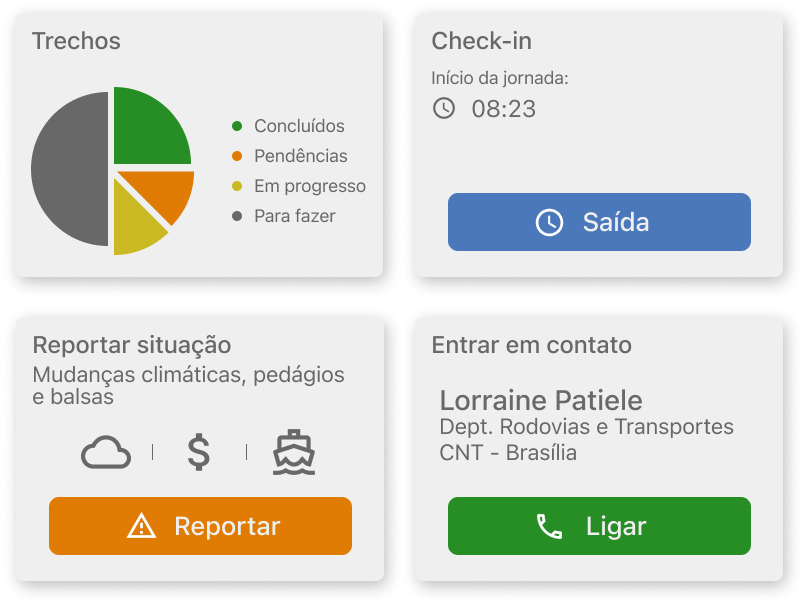 Trechos
Concluídos
Pendências
Em progresso
Para fazer
Check-in
Início da jornada:
08:23
Saída
Reportar situação
Mudanças climáticas, pedágios
e balsas
$
Reportar
Entrar em contato
Lorraine Patiele
Dept. Rodovias e Transportes
CNT - Brasília
Ligar